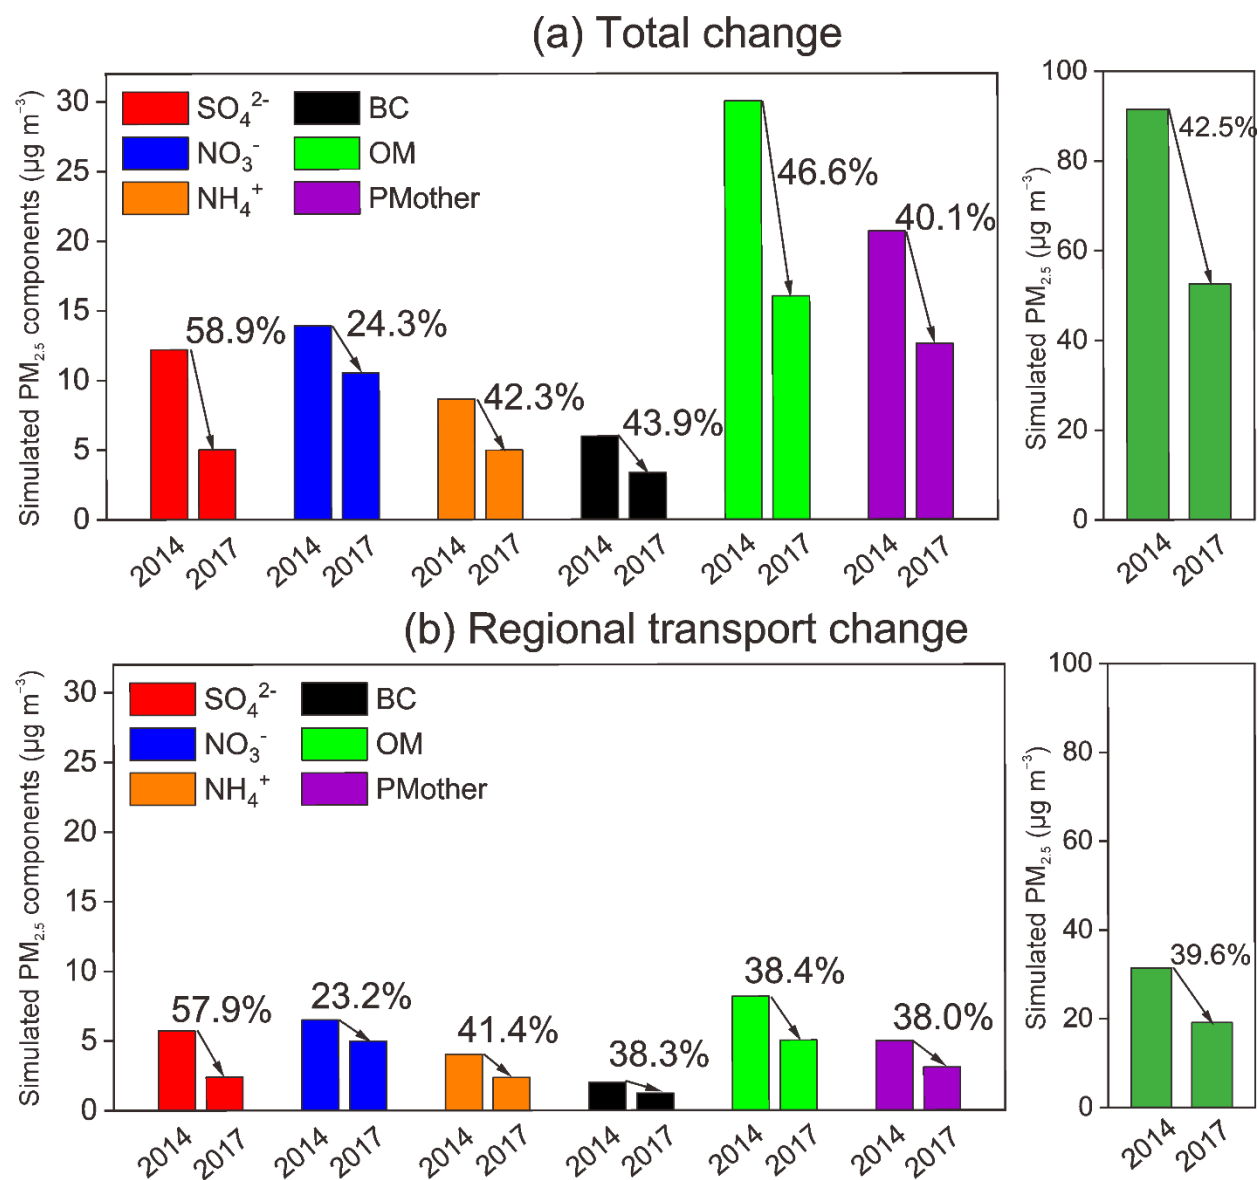 (a) Total change
Simulated PM₂.₅ components (µg m⁻³)
30
25
20
15
10
5
0
SO₄²⁻
NO₃⁻
NH₄⁺
BC
OM
PMother
58.9%
24.3%
42.3%
43.9%
46.6%
40.1%
2014 2017 2014 2017 2014 2017 2014 2017 2014 2017 2014 2017
Simulated PM₂.₅ (µg m⁻³)
100
80
60
40
20
0
42.5%
2014 2017
(b) Regional transport change
Simulated PM₂.₅ components (µg m⁻³)
30
25
20
15
10
5
0
SO₄²⁻
NO₃⁻
NH₄⁺
BC
OM
PMother
57.9%
23.2%
41.4%
38.3%
38.4%
38.0%
2014 2017 2014 2017 2014 2017 2014 2017 2014 2017 2014 2017
Simulated PM₂.₅ (µg m⁻³)
100
80
60
40
20
0
39.6%
2014 2017